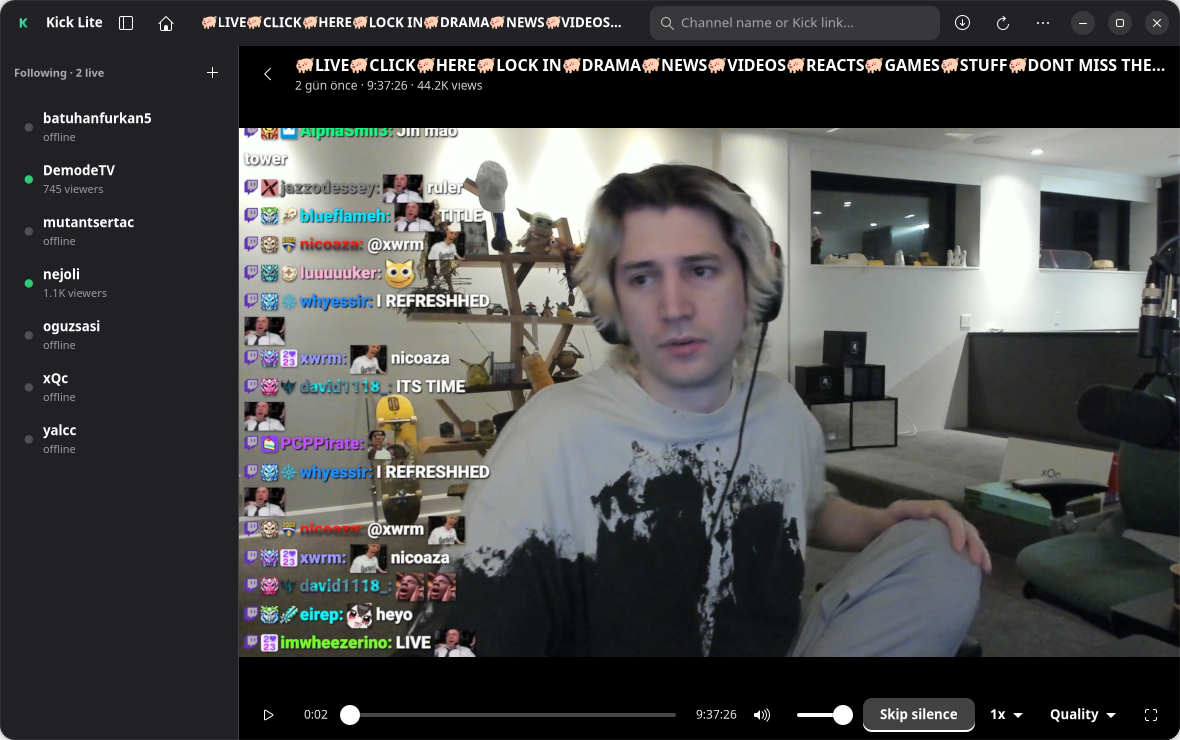 Kick Lite
🐖LIVE🐖CLICK🐖HERE🐖LOCK IN🐖DRAMA🐖NEWS🐖VIDEOS...
Channel name or Kick link...
Following · 2 live
batuhanfurkan5
offline
DemodeTV
745 viewers
mutantsertac
offline
nejoli
1.1K viewers
oguzsasi
offline
xQc
offline
yalcc
offline
🐖LIVE🐖CLICK🐖HERE🐖LOCK IN🐖DRAMA🐖NEWS🐖VIDEOS🐖REACTS🐖GAMES🐖STUFF🐖DONT MISS THE...
2 gün önce · 9:37:26 · 44.2K views
AlphaSmii3: Jin mao
tower
jazzodessey: ruler
blueflameh: TITLE
nicoaza: @xwrm
luuuuuker:
whyessir: I REFRESHHED
xwrm: nicoaza
david1118_: ITS TIME
PCPPirate:
whyessir: I REFRESHHED
nicoaza: @xwrm
xwrm: nicoaza
david1118_:
eirep: heyo
imwheezerino: LIVE
xQc
0:02
9:37:26
Skip silence
1x
Quality